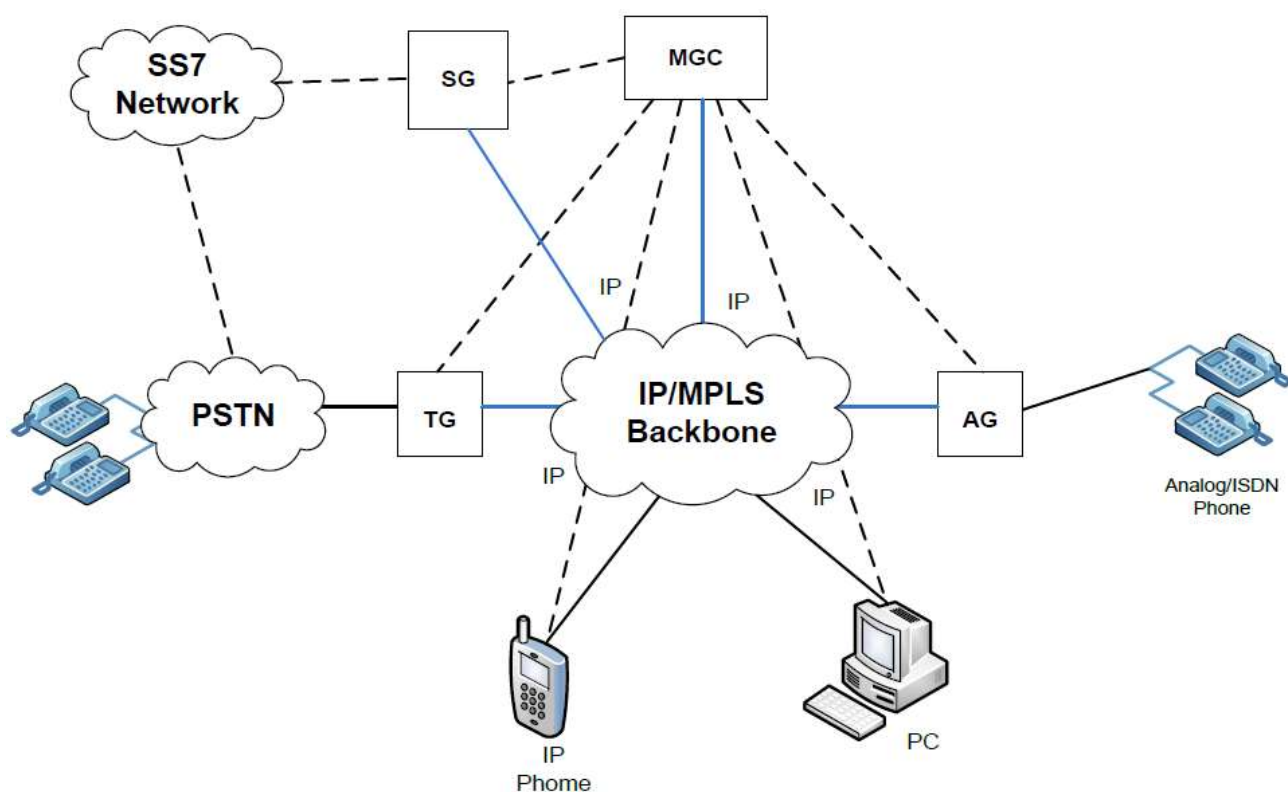 SS7
Network
SG
MGC
IP
IP
PSTN
TG
IP/MPLS
Backbone
AG
IP
IP
Analog/ISDN
Phone
IP
Phome
PC